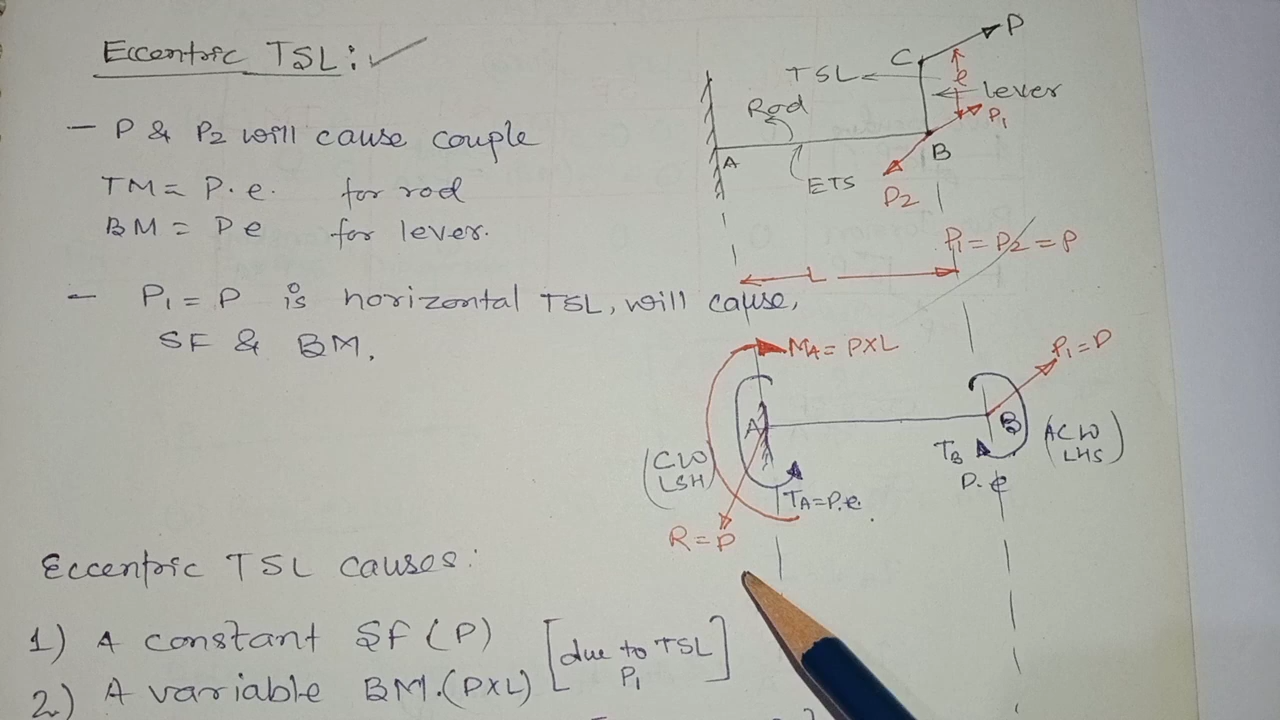 Eccentric TSL:
- P & P2 will cause couple
TM = P.e. for rod
BM = Pe for lever.
- P1 = P is horizontal TSL, will cause,
SF & BM.
P
C
TSL
e
lever
Rod
P1
A
B
ETS
P2
P1 = P2 = P
L
MA = PXL
P1 = P
A
B
(CW
LSH)
(ACW
LHS)
TB
P.e
TA = P.e.
R = P
Eccentric TSL causes:
1) A constant SF (P) [due to TSL
P1]
2) A variable BM. (PXL)